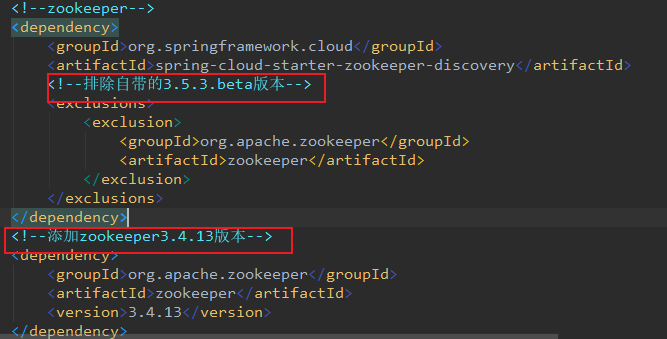 <!--zookeeper-->
<dependency>
<groupId>org.springframework.cloud</groupId>
<artifactId>spring-cloud-starter-zookeeper-discovery</artifactId>
<!--排除自带的3.5.3.beta版本-->
<exclusions>
<exclusion>
<groupId>org.apache.zookeeper</groupId>
<artifactId>zookeeper</artifactId>
</exclusion>
</exclusions>
</dependency>
<!--添加zookeeper3.4.13版本-->
<dependency>
<groupId>org.apache.zookeeper</groupId>
<artifactId>zookeeper</artifactId>
<version>3.4.13</version>
</dependency>